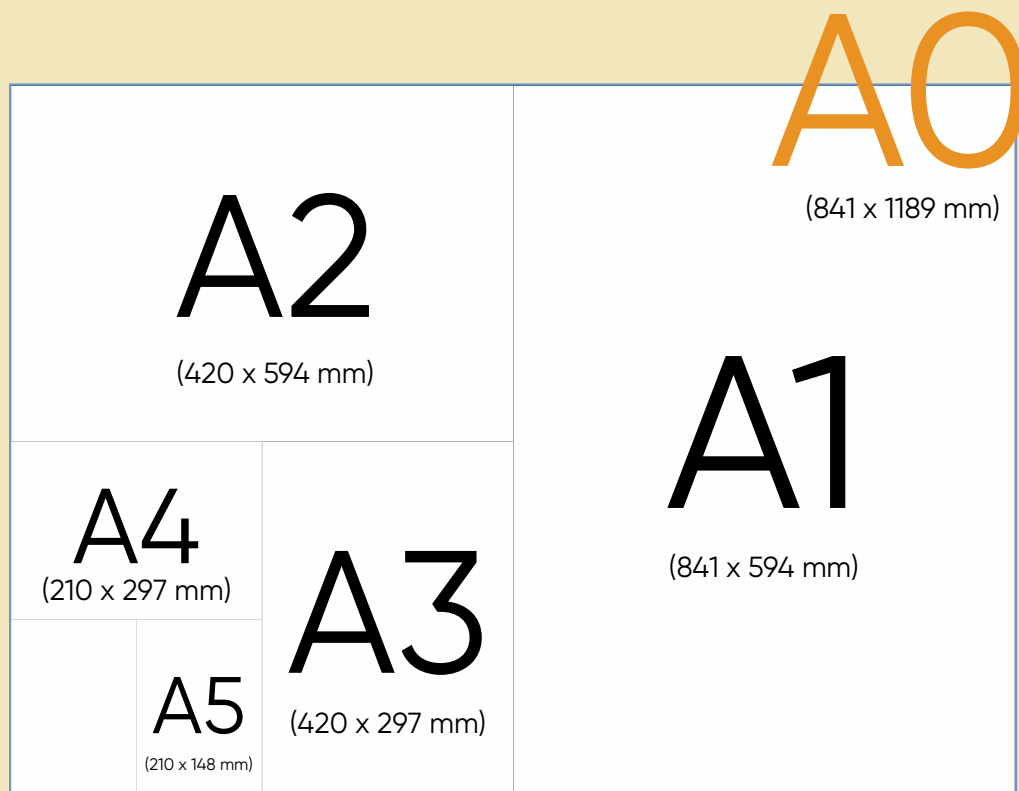 A0
(841 x 1189 mm)
A2
(420 x 594 mm)
A1
(841 x 594 mm)
A4
(210 x 297 mm)
A3
(420 x 297 mm)
A5
(210 x 148 mm)